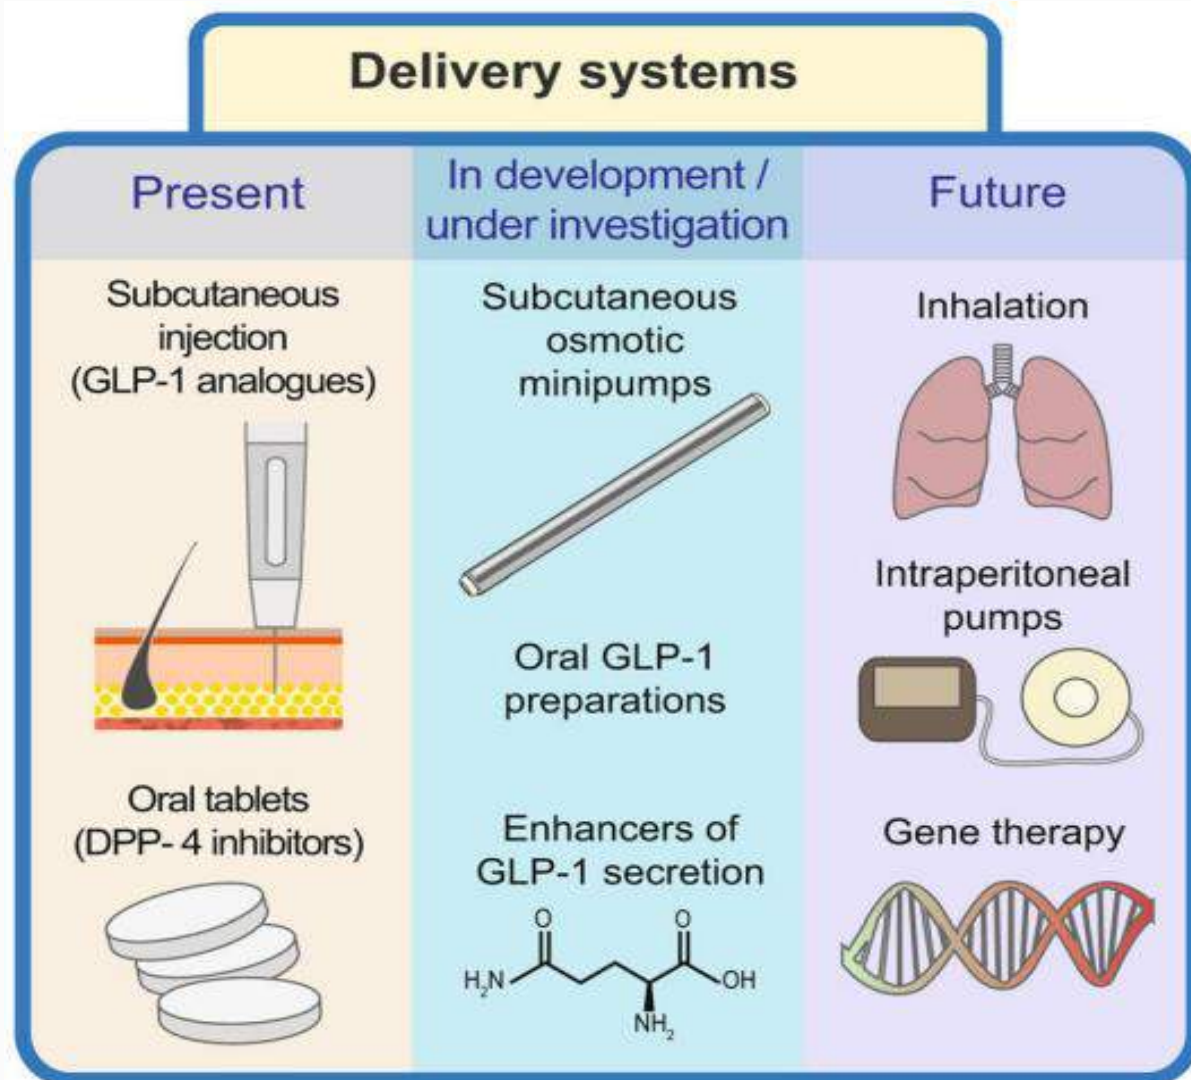 Delivery systems
Present
Subcutaneous
injection
(GLP-1 analogues)
Oral tablets
(DPP- 4 inhibitors)
In development /
under investigation
Subcutaneous
osmotic
minipumps
Oral GLP-1
preparations
Enhancers of
GLP-1 secretion
O
O
H₂N
OH
NH₂
Future
Inhalation
Intraperitoneal
pumps
Gene therapy